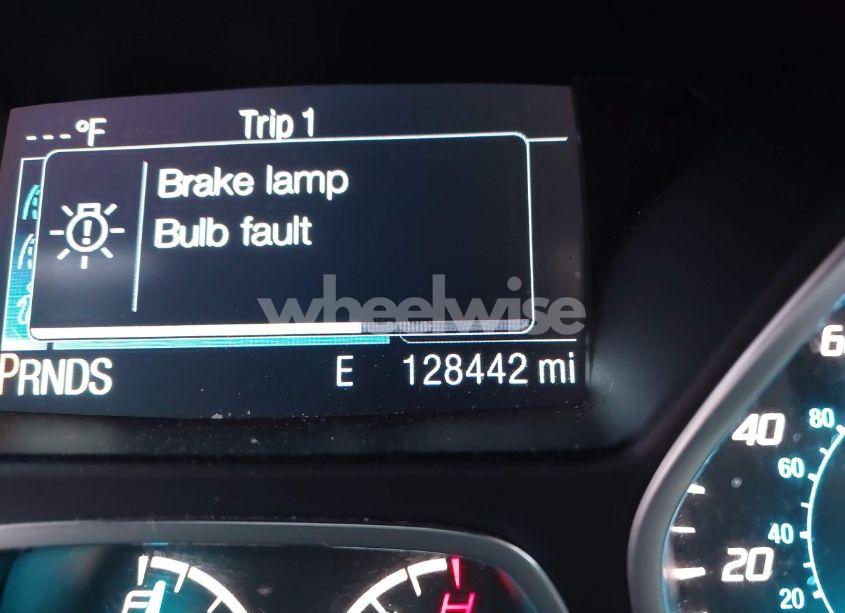 ---°F Trip 1
Brake lamp
Bulb fault
wheelwise
PRNDS E 128442 mi
40
20
80
60
40
20
H